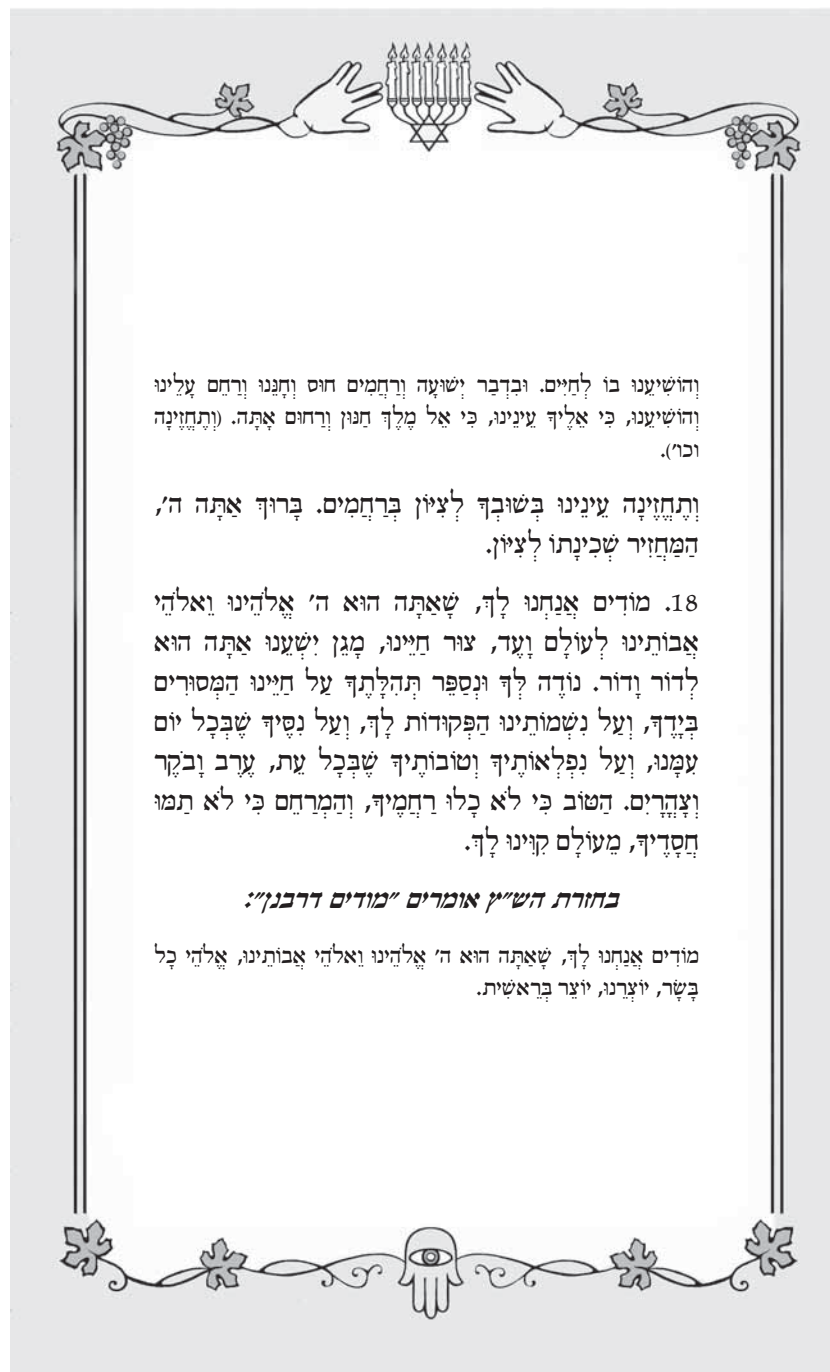 וְהוֹשִׁיעֵנוּ בוֹ לְחַיִּים. וּבִדְבַר יְשׁוּעָה וְרַחֲמִים חוּס וְחָנֵּנוּ וְרַחֵם עָלֵינוּ
וְהוֹשִׁיעֵנוּ, כִּי אֵלֶיךָ עֵינֵינוּ, כִּי אֵל מֶלֶךְ חַנּוּן וְרַחוּם אָתָּה. (וְתֶחֱזֶינָה
וכו׳).
וְתֶחֱזֶינָה עֵינֵינוּ בְּשׁוּבְךָ לְצִיּוֹן בְּרַחֲמִים. בָּרוּךְ אַתָּה ה׳,
הַמַּחֲזִיר שְׁכִינָתוֹ לְצִיּוֹן.
18. מוֹדִים אֲנַחְנוּ לָךְ, שָׁאַתָּה הוּא ה׳ אֱלֹהֵינוּ וֵאלֹהֵי
אֲבוֹתֵינוּ לְעוֹלָם וָעֶד, צוּר חַיֵּינוּ, מָגֵן יִשְׁעֵנוּ אַתָּה הוּא
לְדוֹר וָדוֹר. נוֹדֶה לְּךָ וּנְסַפֵּר תְּהִלָּתֶךָ עַל חַיֵּינוּ הַמְּסוּרִים
בְּיָדֶךָ, וְעַל נִשְׁמוֹתֵינוּ הַפְּקוּדוֹת לָךְ, וְעַל נִסֶּיךָ שֶׁבְּכָל יוֹם
עִמָּנוּ, וְעַל נִפְלְאוֹתֶיךָ וְטוֹבוֹתֶיךָ שֶׁבְּכָל עֵת, עֶרֶב וָבֹקֶר
וְצָהֳרָיִם. הַטּוֹב כִּי לֹא כָלוּ רַחֲמֶיךָ, וְהַמְרַחֵם כִּי לֹא תַמּוּ
חֲסָדֶיךָ, מֵעוֹלָם קִוִּינוּ לָךְ.
בחזרת הש״ץ אומרים ״מודים דרבנן״:
מוֹדִים אֲנַחְנוּ לָךְ, שָׁאַתָּה הוּא ה׳ אֱלֹהֵינוּ וֵאלֹהֵי אֲבוֹתֵינוּ, אֱלֹהֵי כָל
בָּשָׂר, יוֹצְרֵנוּ, יוֹצֵר בְּרֵאשִׁית.